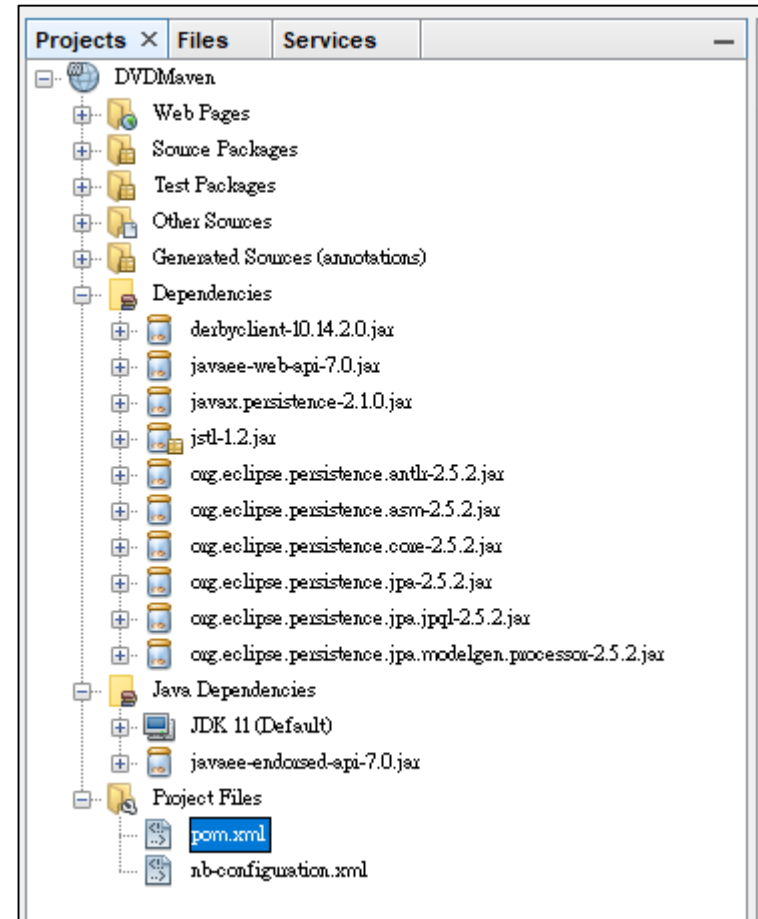 Projects × Files Services
DVDMaven
Web Pages
Source Packages
Test Packages
Other Sources
Generated Sources (annotations)
Dependencies
derbyclient-10.14.2.0.jar
javaee-web-api-7.0.jar
javax.persistence-2.1.0.jar
jstl-1.2.jar
org.eclipse.persistence.antlr-2.5.2.jar
org.eclipse.persistence.asm-2.5.2.jar
org.eclipse.persistence.core-2.5.2.jar
org.eclipse.persistence.jpa-2.5.2.jar
org.eclipse.persistence.jpa.jpql-2.5.2.jar
org.eclipse.persistence.jpa.modelgen.processor-2.5.2.jar
Java Dependencies
JDK 11 (Default)
javaee-endorsed-api-7.0.jar
Project Files
pom.xml
nb-configuration.xml